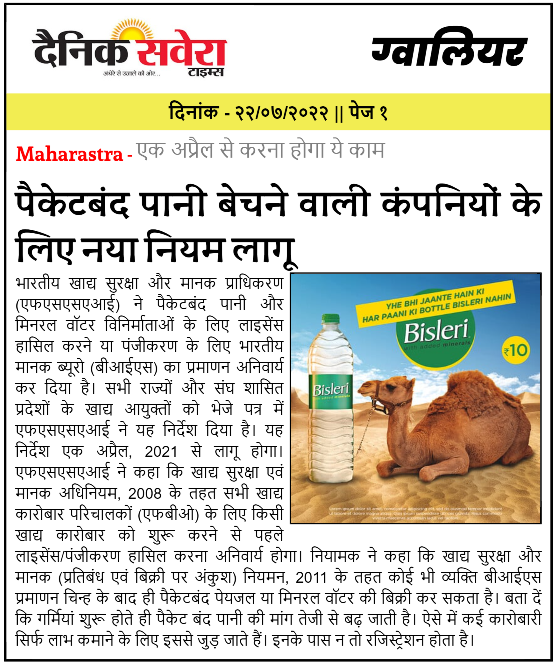 दैनिक सवेरा
टाइम्स
अंधेरे से उजाले की ओर...
ग्वालियर
दिनांक - २२/०७/२०२२ || पेज १
Maharastra - एक अप्रैल से करना होगा ये काम
पैकेटबंद पानी बेचने वाली कंपनियों के
लिए नया नियम लागू
भारतीय खाद्य सुरक्षा और मानक प्राधिकरण
(एफएसएसएआई) ने पैकेटबंद पानी और
मिनरल वॉटर विनिर्माताओं के लिए लाइसेंस
हासिल करने या पंजीकरण के लिए भारतीय
मानक ब्यूरो (बीआईएस) का प्रमाणन अनिवार्य
कर दिया है। सभी राज्यों और संघ शासित
प्रदेशों के खाद्य आयुक्तों को भेजे पत्र में
एफएसएसएआई ने यह निर्देश दिया है। यह
निर्देश एक अप्रैल, 2021 से लागू होगा।
एफएसएसएआई ने कहा कि खाद्य सुरक्षा एवं
मानक अधिनियम, 2008 के तहत सभी खाद्य
कारोबार परिचालकों (एफबीओ) के लिए किसी
खाद्य कारोबार को शुरू करने से पहले
लाइसेंस/पंजीकरण हासिल करना अनिवार्य होगा। नियामक ने कहा कि खाद्य सुरक्षा और
मानक (प्रतिबंध एवं बिक्री पर अंकुश) नियमन, 2011 के तहत कोई भी व्यक्ति बीआईएस
प्रमाणन चिन्ह के बाद ही पैकेटबंद पेयजल या मिनरल वॉटर की बिक्री कर सकता है। बता दें
कि गर्मियां शुरू होते ही पैकेट बंद पानी की मांग तेजी से बढ़ जाती है। ऐसे में कई कारोबारी
सिर्फ लाभ कमाने के लिए इससे जुड़ जाते हैं। इनके पास न तो रजिस्ट्रेशन होता है।
YHE BHI JAANTE HAIN KI
HAR PAANI KI BOTTLE BISLERI NAHIN
Bisleri
with added minerals
₹10
Bisleri